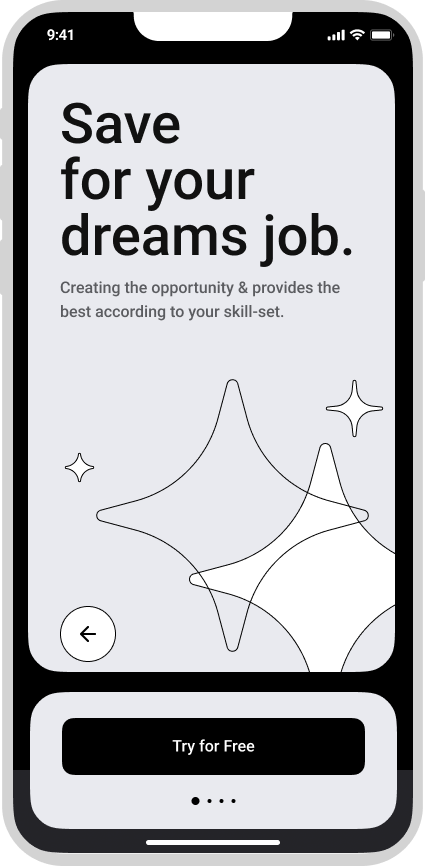 9:41
Save
for your
dreams job.
Creating the opportunity & provides the
best according to your skill-set.
Try for Free